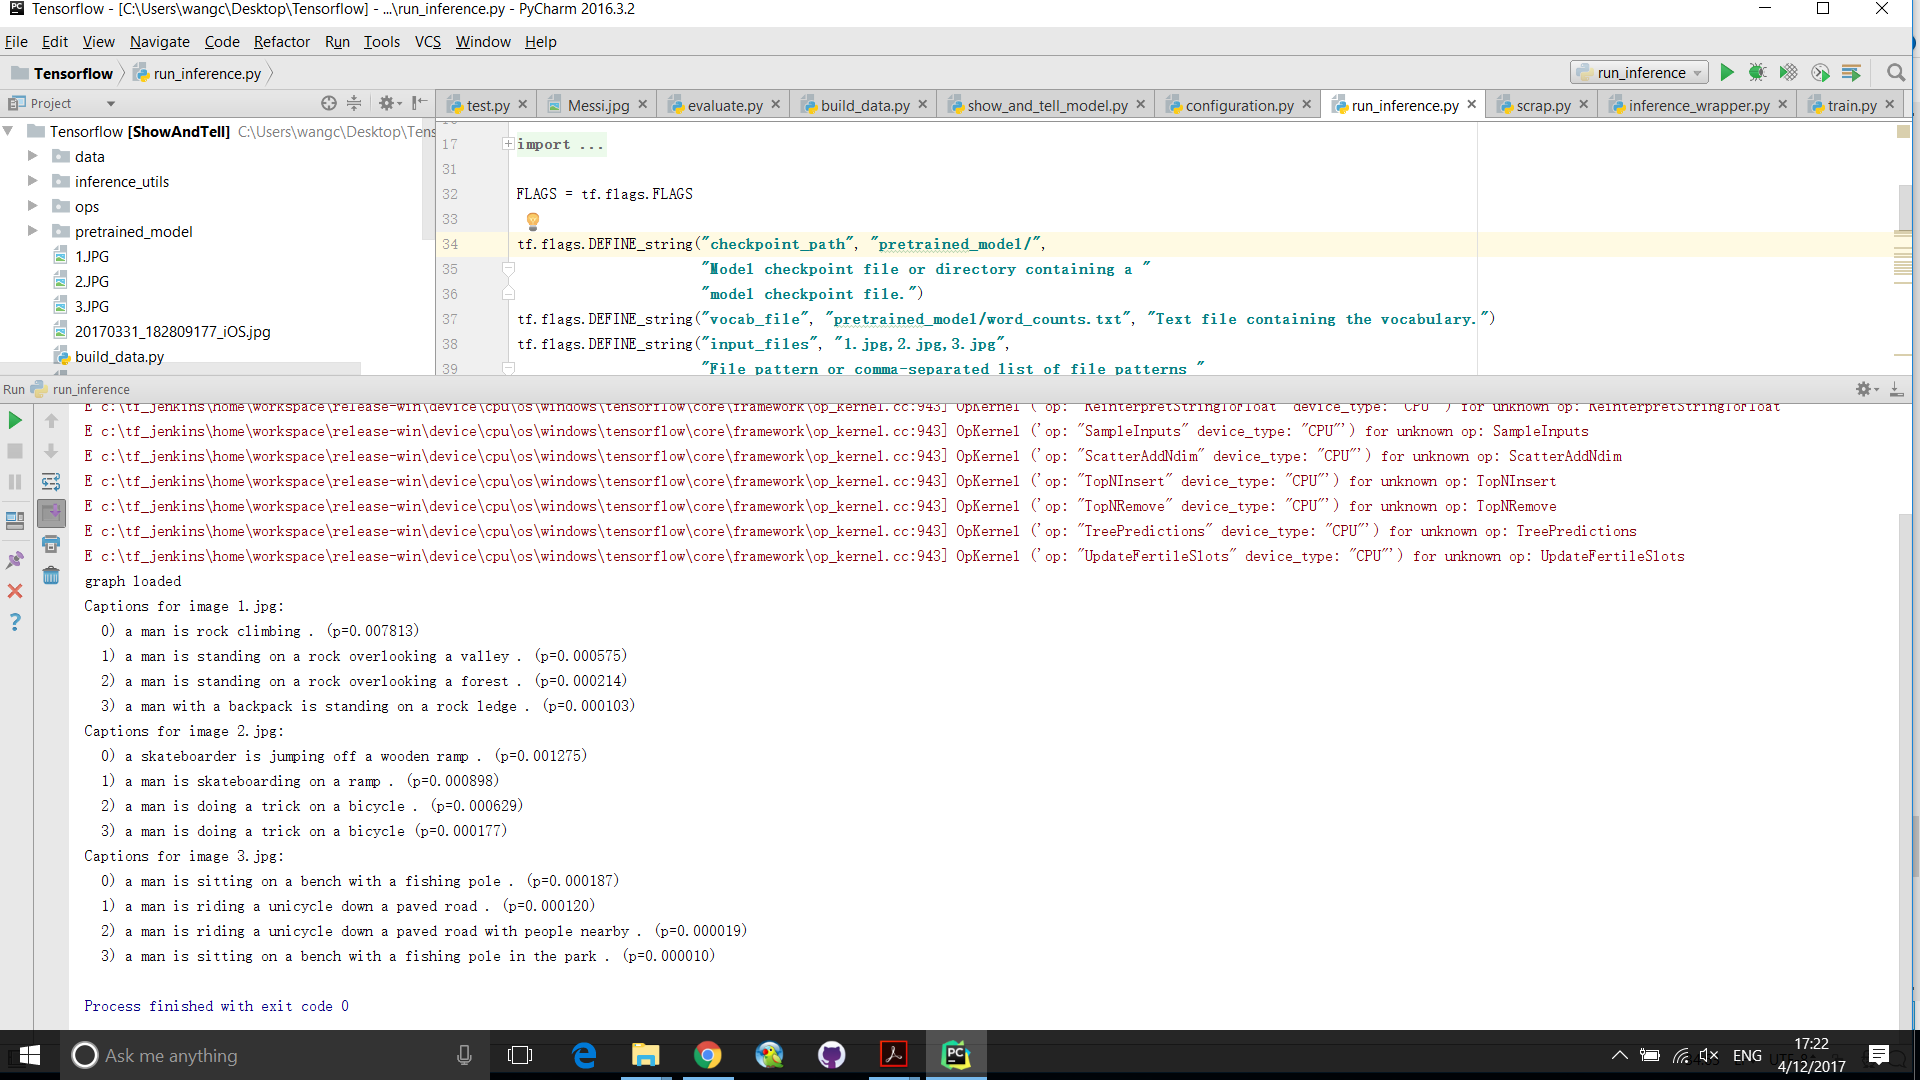 Tensorflow - [C:\Users\wangc\Desktop\Tensorflow] - ...\run_inference.py - PyCharm 2016.3.2
File Edit View Navigate Code Refactor Run Tools VCS Window Help
Tensorflow run_inference.py run_inference
Project test.py Messi.jpg evaluate.py build_data.py show_and_tell_model.py configuration.py run_inference.py scrap.py inference_wrapper.py train.py
Tensorflow [ShowAndTell] C:\Users\wangc\Desktop\Tens
data
inference_utils
ops
pretrained_model
1.JPG
2.JPG
3.JPG
20170331_182809177_iOS.jpg
build_data.py
17 import ...
31
32 FLAGS = tf.flags.FLAGS
33
34 tf.flags.DEFINE_string("checkpoint_path", "pretrained_model/",
35 "Model checkpoint file or directory containing a "
36 "model checkpoint file.")
37 tf.flags.DEFINE_string("vocab_file", "pretrained_model/word_counts.txt", "Text file containing the vocabulary.")
38 tf.flags.DEFINE_string("input_files", "1.jpg,2.jpg,3.jpg",
39 "File pattern or comma-separated list of file patterns "
Run run_inference
E c:\tf_jenkins\home\workspace\release-win\device\cpu\os\windows\tensorflow\core\framework\op_kernel.cc:943] OpKernel ('op: "ReinterpretStringToFloat" device_type: "CPU"') for unknown op: ReinterpretStringToFloat
E c:\tf_jenkins\home\workspace\release-win\device\cpu\os\windows\tensorflow\core\framework\op_kernel.cc:943] OpKernel ('op: "SampleInputs" device_type: "CPU"') for unknown op: SampleInputs
E c:\tf_jenkins\home\workspace\release-win\device\cpu\os\windows\tensorflow\core\framework\op_kernel.cc:943] OpKernel ('op: "ScatterAddNdim" device_type: "CPU"') for unknown op: ScatterAddNdim
E c:\tf_jenkins\home\workspace\release-win\device\cpu\os\windows\tensorflow\core\framework\op_kernel.cc:943] OpKernel ('op: "TopNInsert" device_type: "CPU"') for unknown op: TopNInsert
E c:\tf_jenkins\home\workspace\release-win\device\cpu\os\windows\tensorflow\core\framework\op_kernel.cc:943] OpKernel ('op: "TopNRemove" device_type: "CPU"') for unknown op: TopNRemove
E c:\tf_jenkins\home\workspace\release-win\device\cpu\os\windows\tensorflow\core\framework\op_kernel.cc:943] OpKernel ('op: "TreePredictions" device_type: "CPU"') for unknown op: TreePredictions
E c:\tf_jenkins\home\workspace\release-win\device\cpu\os\windows\tensorflow\core\framework\op_kernel.cc:943] OpKernel ('op: "UpdateFertileSlots" device_type: "CPU"') for unknown op: UpdateFertileSlots
graph loaded
Captions for image 1.jpg:
0) a man is rock climbing . (p=0.007813)
1) a man is standing on a rock overlooking a valley . (p=0.000575)
2) a man is standing on a rock overlooking a forest . (p=0.000214)
3) a man with a backpack is standing on a rock ledge . (p=0.000103)
Captions for image 2.jpg:
0) a skateboarder is jumping off a wooden ramp . (p=0.001275)
1) a man is skateboarding on a ramp . (p=0.000898)
2) a man is doing a trick on a bicycle . (p=0.000629)
3) a man is doing a trick on a bicycle (p=0.000177)
Captions for image 3.jpg:
0) a man is sitting on a bench with a fishing pole . (p=0.000187)
1) a man is riding a unicycle down a paved road . (p=0.000120)
2) a man is riding a unicycle down a paved road with people nearby . (p=0.000019)
3) a man is sitting on a bench with a fishing pole in the park . (p=0.000010)
Process finished with exit code 0
Ask me anything
ENG
17:22
4/12/2017